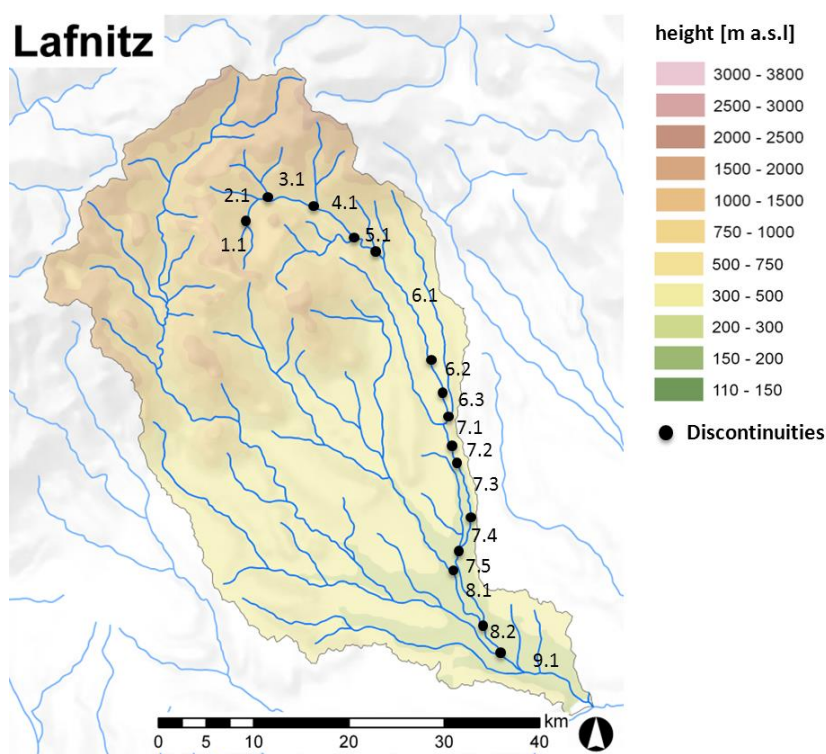 Lafnitz
height [m a.s.l]
3000 - 3800
2500 - 3000
2000 - 2500
1500 - 2000
1000 - 1500
750 - 1000
500 - 750
300 - 500
200 - 300
150 - 200
110 - 150
Discontinuities
3.1
2.1
4.1
1.1
5.1
6.1
6.2
6.3
7.1
7.2
7.3
7.4
7.5
8.1
8.2
9.1
km
0 5 10 20 30 40